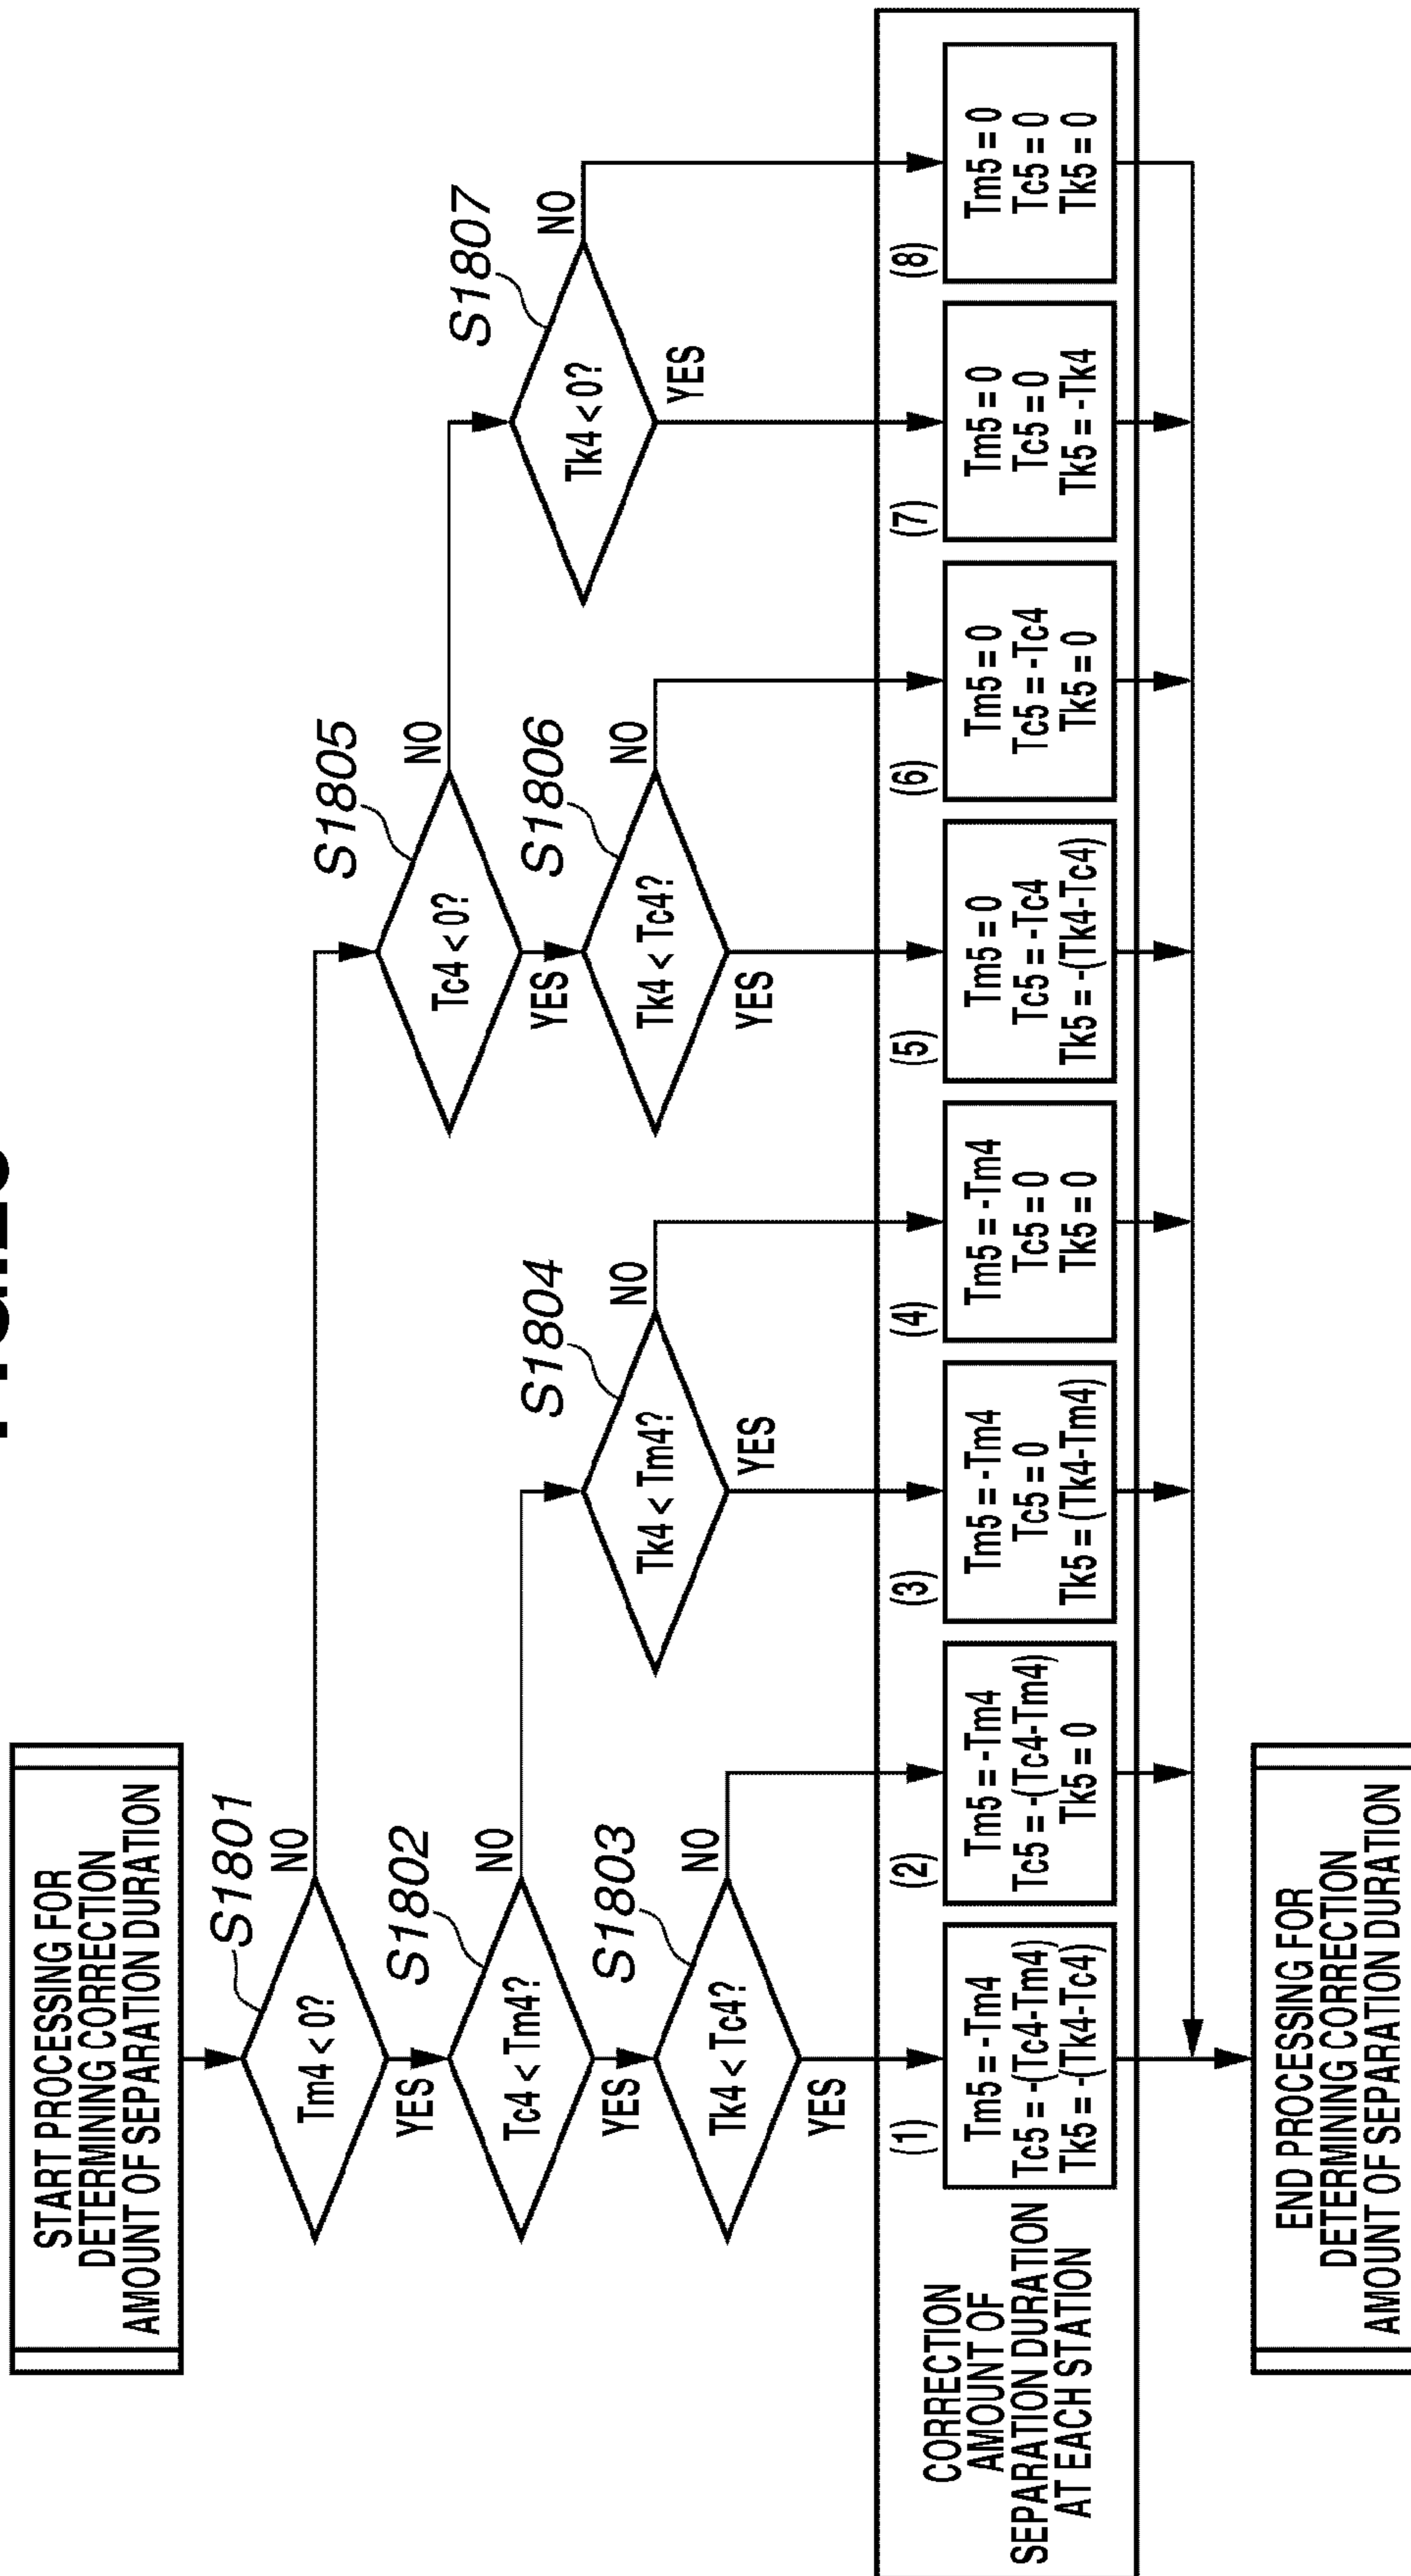 START PROCESSING FOR
DETERMINING CORRECTION
AMOUNT OF SEPARATION DURATION
S1801
Tm4 < 0?
NO
YES
S1802
Tc4 < Tm4?
NO
YES
S1803
Tk4 < Tc4?
NO
YES
S1804
Tk4 < Tm4?
NO
YES
S1805
Tc4 < 0?
NO
YES
S1806
Tk4 < Tc4?
NO
YES
S1807
Tk4 < 0?
NO
YES
CORRECTION
AMOUNT OF
SEPARATION DURATION
AT EACH STATION
(1)
Tm5 = -Tm4
Tc5 = -(Tc4-Tm4)
Tk5 = -(Tk4-Tc4)
(2)
Tm5 = -Tm4
Tc5 = -(Tc4-Tm4)
Tk5 = 0
(3)
Tm5 = -Tm4
Tc5 = 0
Tk5 = (Tk4-Tm4)
(4)
Tm5 = -Tm4
Tc5 = 0
Tk5 = 0
(5)
Tm5 = 0
Tc5 = -Tc4
Tk5 = -(Tk4-Tc4)
(6)
Tm5 = 0
Tc5 = -Tc4
Tk5 = 0
(7)
Tm5 = 0
Tc5 = 0
Tk5 = -Tk4
(8)
Tm5 = 0
Tc5 = 0
Tk5 = 0
END PROCESSING FOR
DETERMINING CORRECTION
AMOUNT OF SEPARATION DURATION